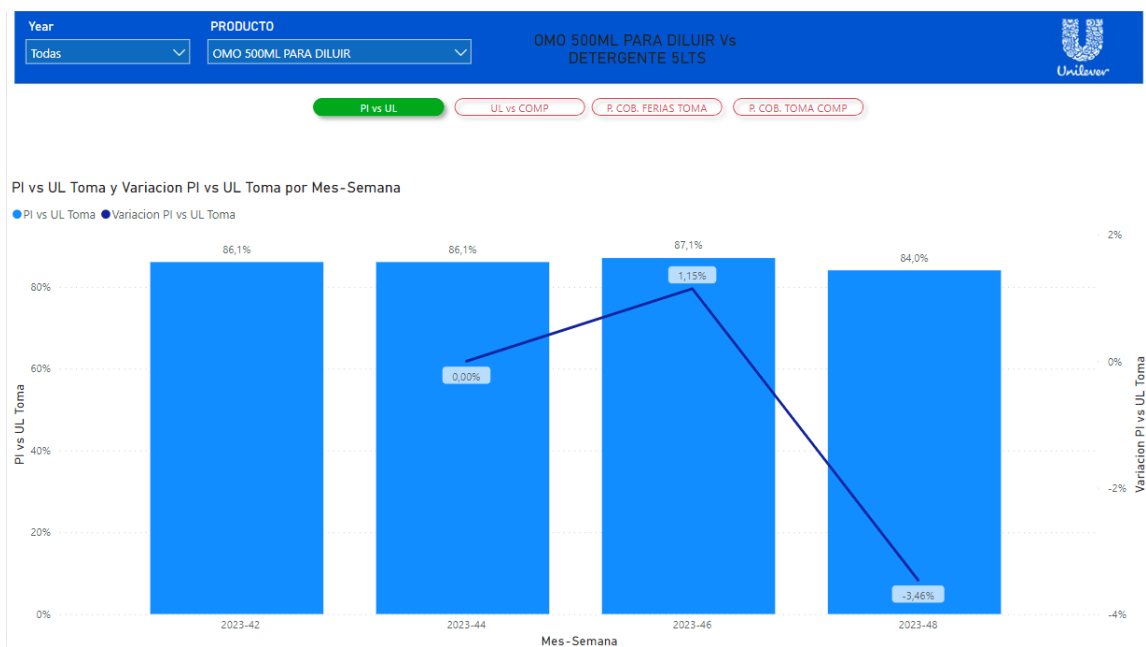 Year
PRODUCTO
Todas
OMO 500ML PARA DILUIR
OMO 500ML PARA DILUIR Vs
DETERGENTE 5LTS
Unilever
PI vs UL
UL vs COMP
P. COB. FERIAS TOMA
P. COB. TOMA COMP
PI vs UL Toma y Variacion PI vs UL Toma por Mes-Semana
PI vs UL Toma
Variacion PI vs UL Toma
86,1%
86,1%
87,1%
84,0%
0,00%
1,15%
-3,46%
80%
60%
40%
20%
0%
PI vs UL Toma
2%
0%
-2%
-4%
Variacion PI vs UL Toma
2023-42
2023-44
2023-46
2023-48
Mes-Semana